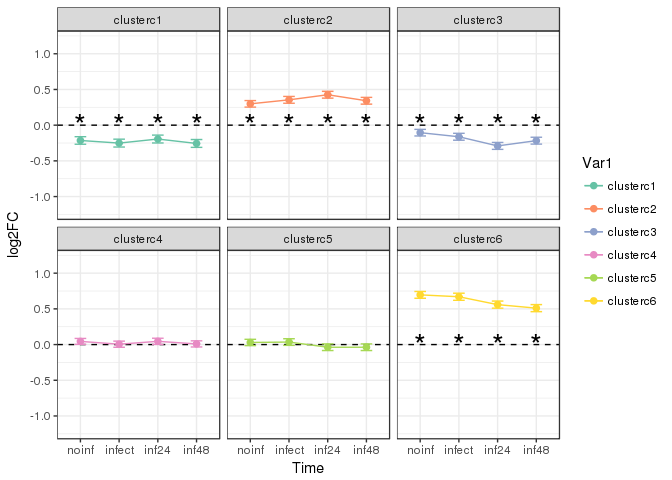 clusterc1 clusterc2 clusterc3
1.0
0.5
* * * * * * * * * * * *
0.0
-0.5
-1.0
clusterc4 clusterc5 clusterc6
1.0
0.5
* * * *
0.0
-0.5
-1.0
noinf infect inf24 inf48 noinf infect inf24 inf48 noinf infect inf24 inf48
Time
log2FC
Var1
clusterc1
clusterc2
clusterc3
clusterc4
clusterc5
clusterc6